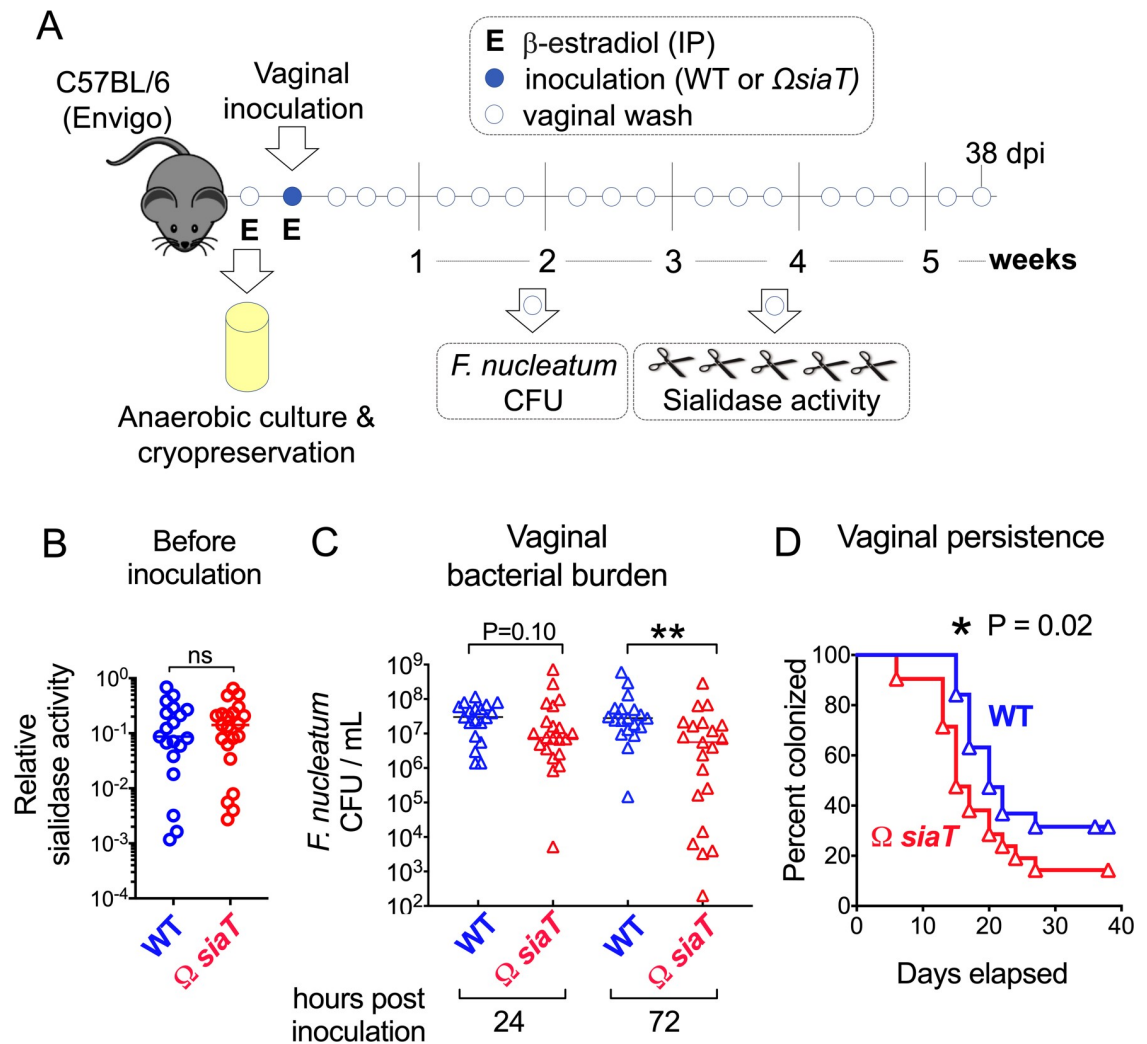 A
C57BL/6
(Envigo)
Vaginal
inoculation
E β-estradiol (IP)
inoculation (WT or ΩsiaT)
vaginal wash
38 dpi
E E
1 2 3 4 5 weeks
Anaerobic culture &
cryopreservation
F. nucleatum
CFU
Sialidase activity
B
Before
inoculation
ns
Relative
sialidase activity
10⁰
10⁻¹
10⁻²
10⁻³
10⁻⁴
WT
Ω siaT
C
Vaginal
bacterial burden
P=0.10
**
F. nucleatum
CFU / mL
10⁹
10⁸
10⁷
10⁶
10⁵
10⁴
10³
10²
WT
Ω siaT
WT
Ω siaT
hours post
inoculation
24 72
D
Vaginal persistence
* P = 0.02
Percent colonized
100
80
60
40
20
0
WT
Ω siaT
0 10 20 30 40
Days elapsed